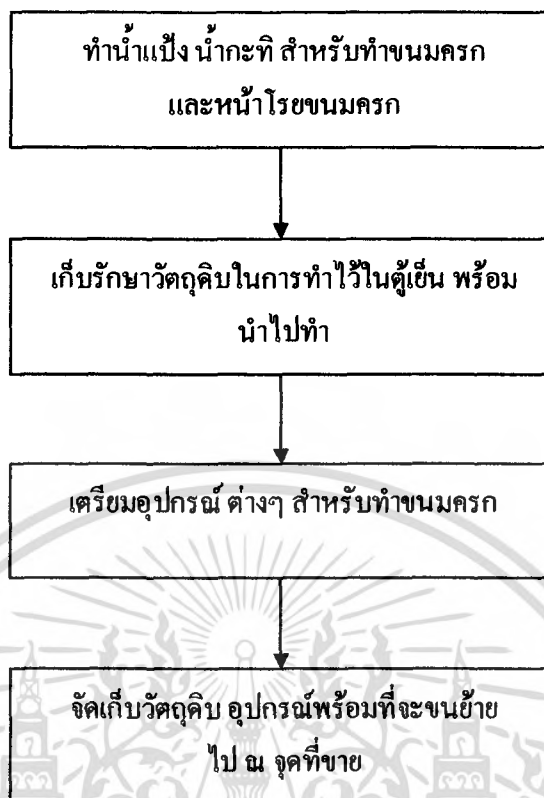 ทำน้ำแป้ง น้ำกะทิ สำหรับทำขนมครก
และหน้าโรยขนมครก
เก็บรักษาวัตถุดิบในการทำไว้ในตู้เย็น พร้อม
นำไปทำ
เตรียมอุปกรณ์ ต่างๆ สำหรับทำขนมครก
จัดเก็บวัตถุดิบ อุปกรณ์พร้อมที่จะขนย้าย
ไป ณ จุดที่ขาย